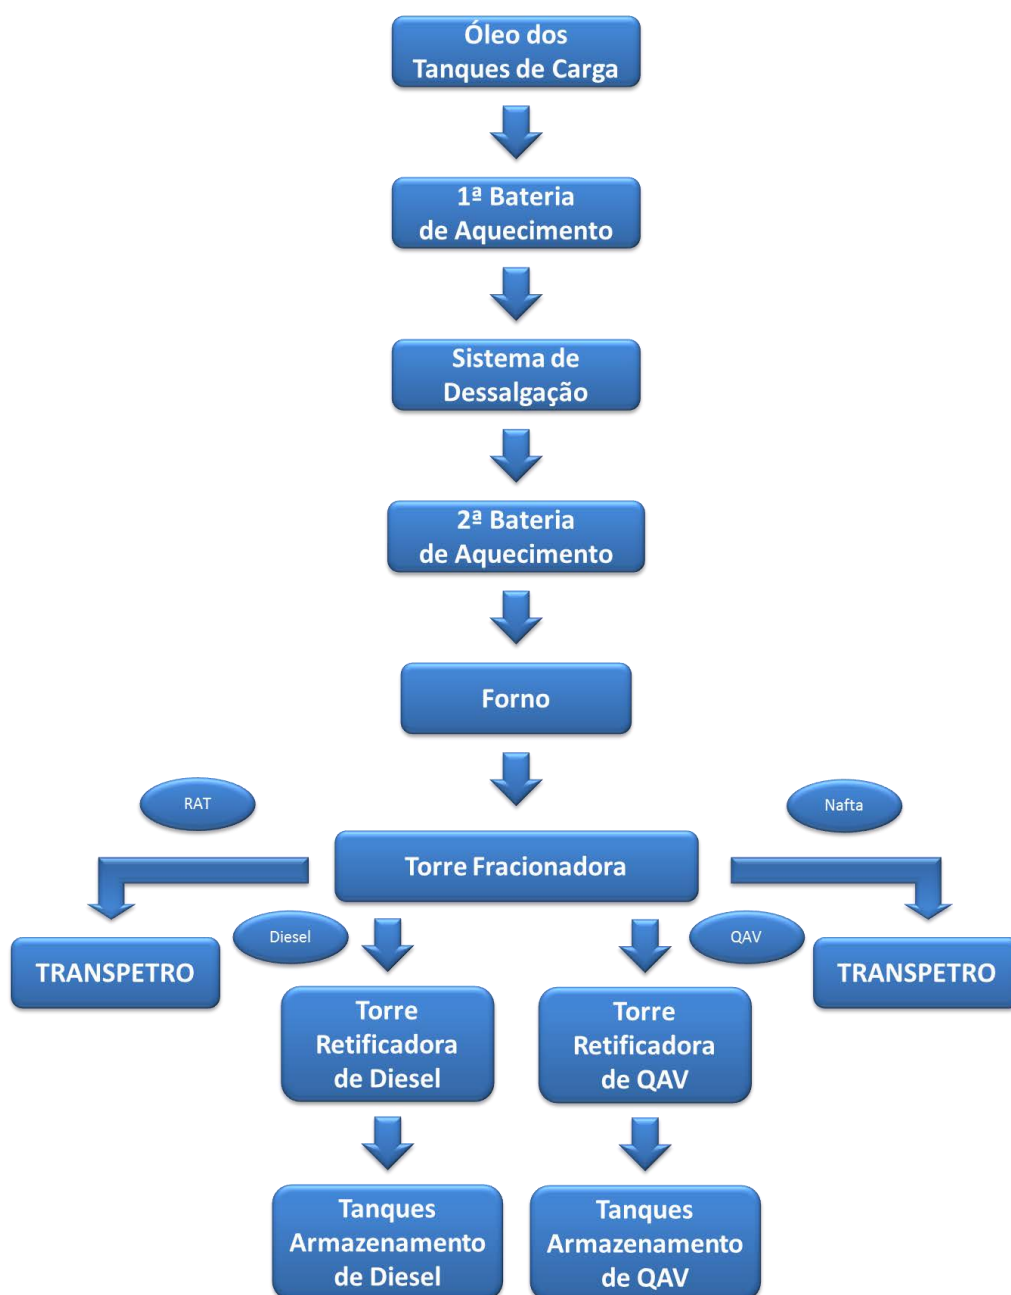 Óleo dos
Tanques de Carga
1ª Bateria
de Aquecimento
Sistema de
Dessalgação
2ª Bateria
de Aquecimento
Forno
RAT
Nafta
Torre Fracionadora
Diesel
QAV
TRANSPETRO
TRANSPETRO
Torre
Retificadora
de Diesel
Torre
Retificadora
de QAV
Tanques
Armazenamento
de Diesel
Tanques
Armazenamento
de QAV